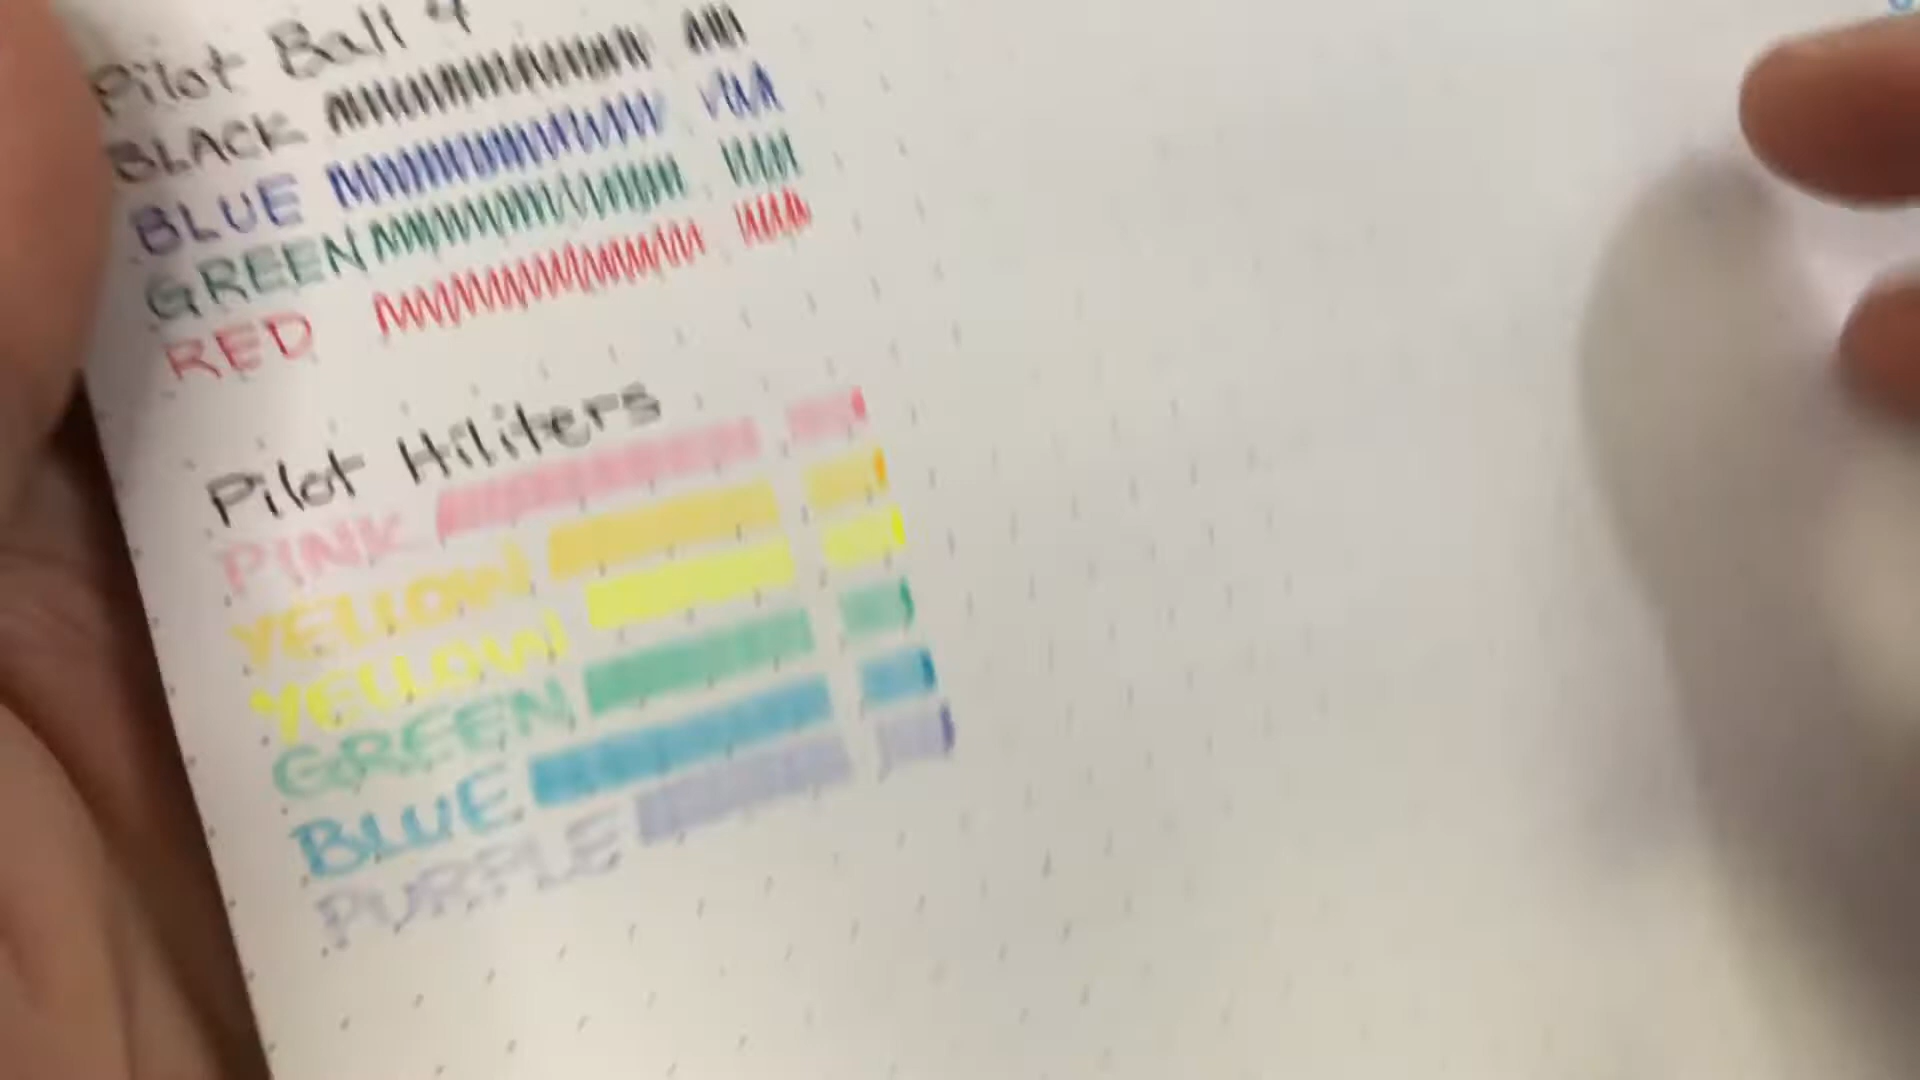 Pilot Ball 4
BLACK
BLUE
GREEN
RED
Pilot Hiliters
PINK
YELLOW
YELLOW
GREEN
BLUE
PURPLE